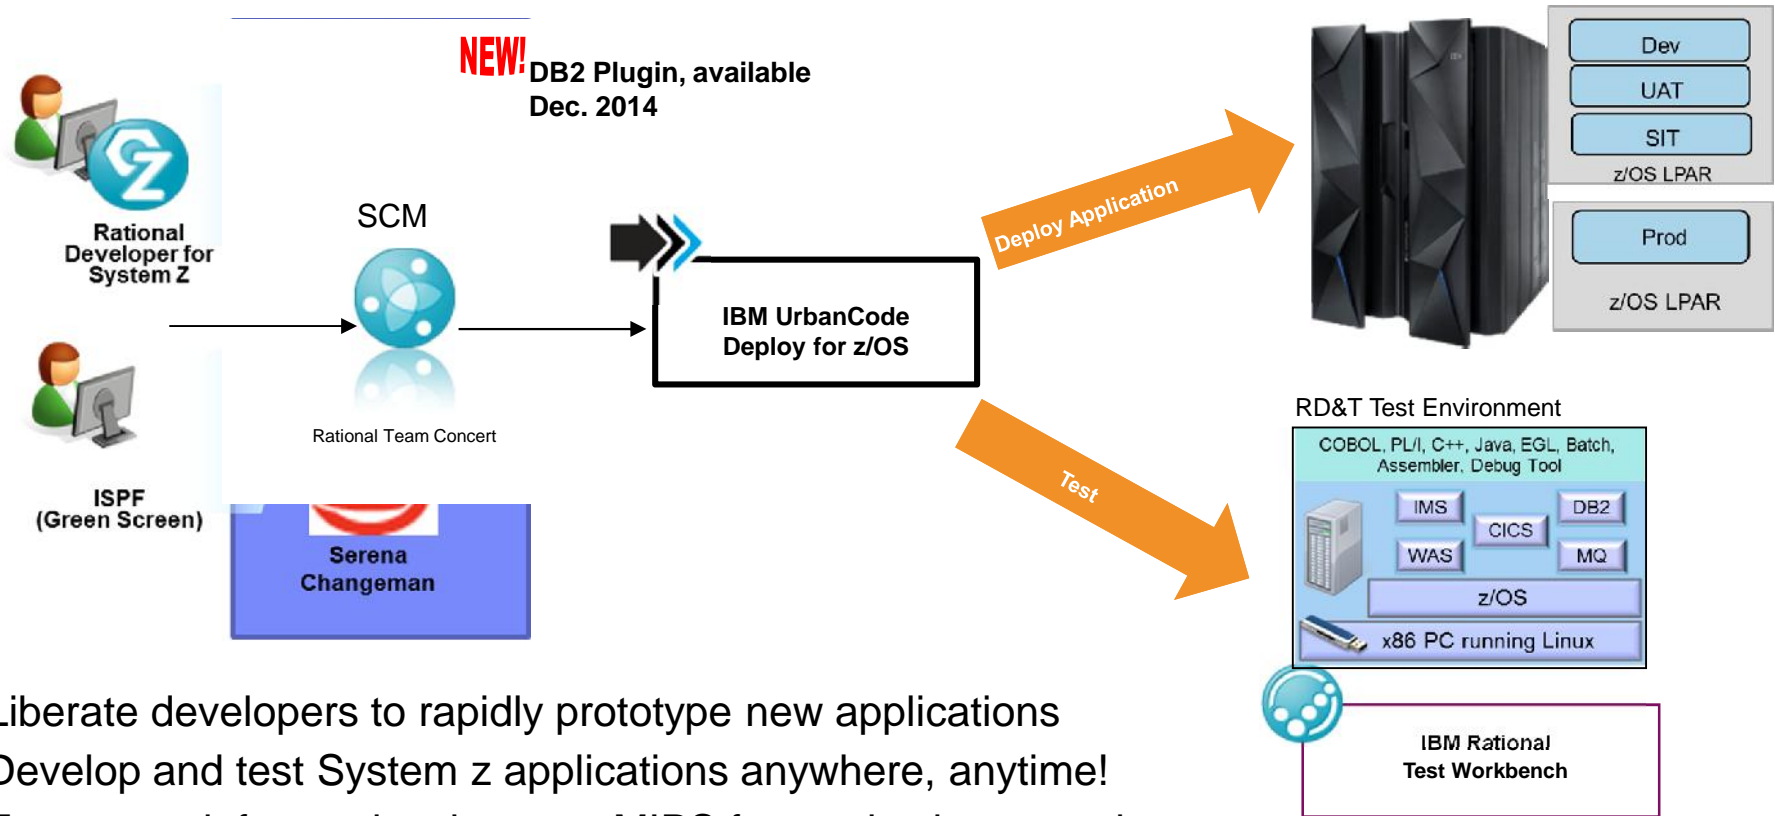 NEW!
DB2 Plugin, available
Dec. 2014
Rational
Developer for
System Z
ISPF
(Green Screen)
SCM
Rational Team Concert
Serena
Changeman
IBM UrbanCode
Deploy for z/OS
Deploy Application
Test
Dev
UAT
SIT
z/OS LPAR
Prod
z/OS LPAR
RD&T Test Environment
COBOL, PL/I, C++, Java, EGL, Batch,
Assembler, Debug Tool
IMS
DB2
CICS
WAS
MQ
z/OS
x86 PC running Linux
IBM Rational
Test Workbench
Liberate developers to rapidly prototype new applications
Develop and test System z applications anywhere, anytime!